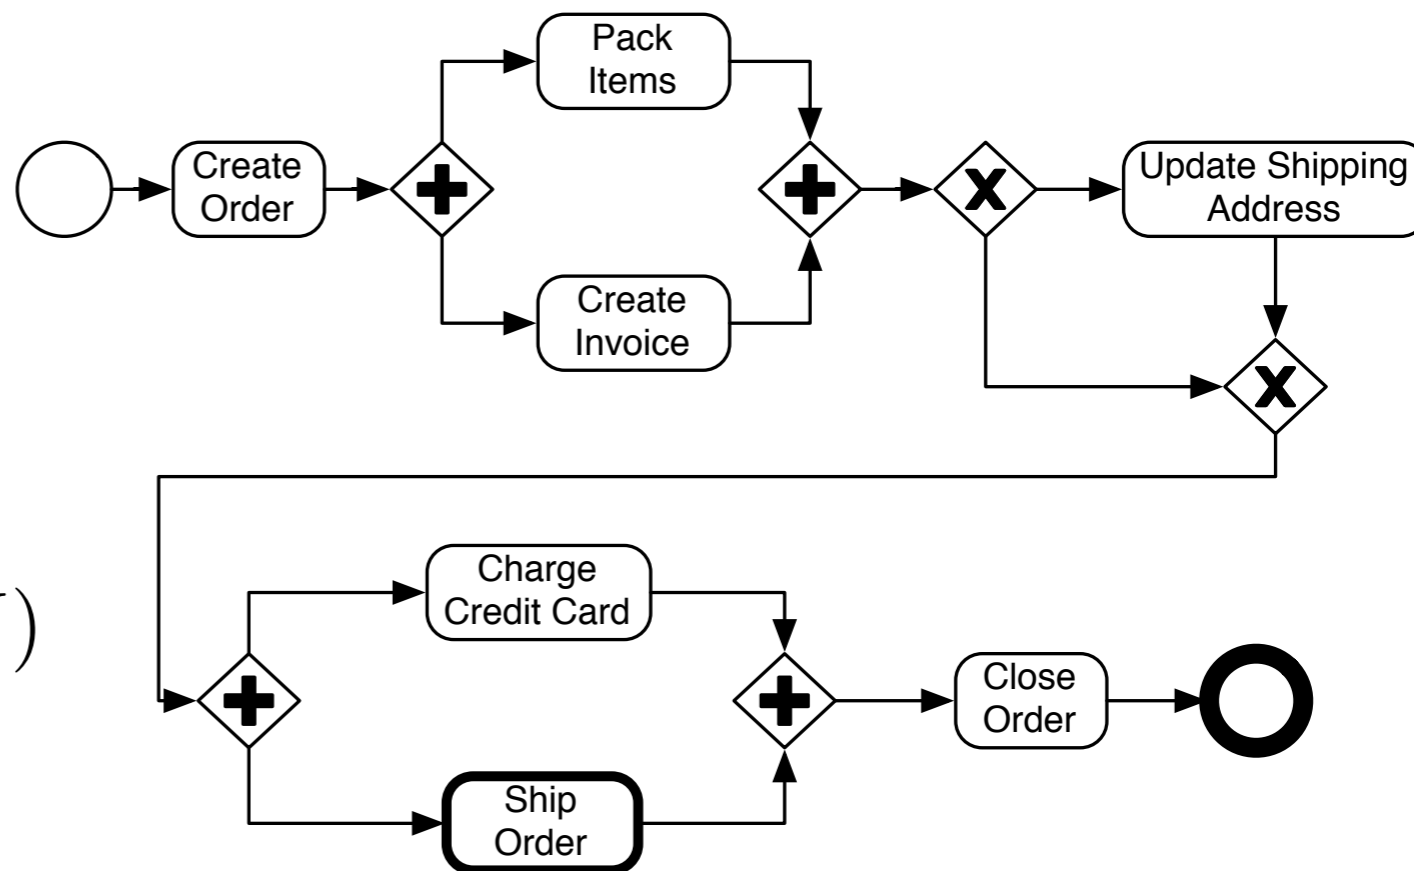 Pack
Items
Create
Order
Update Shipping
Address
Create
Invoice
Charge
Credit Card
)
Close
Order
Ship
Order